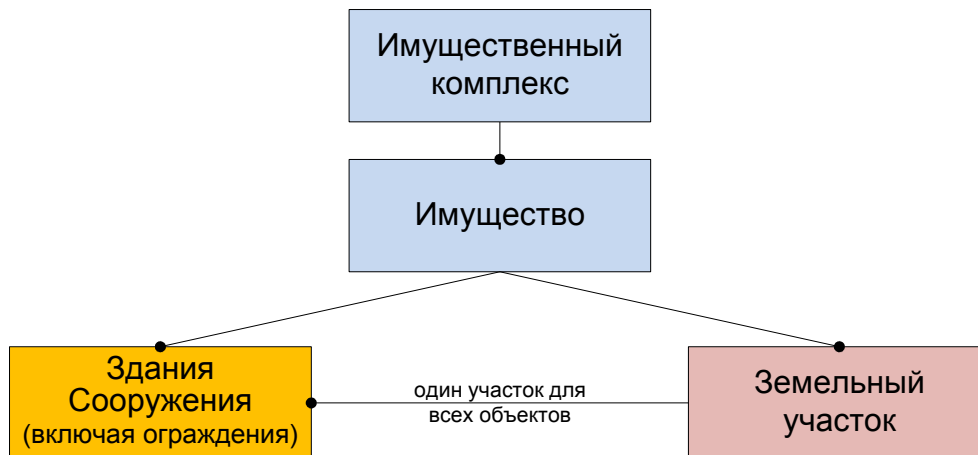 Имущественный
комплекс
Имущество
Здания
Сооружения
(включая ограждения)
один участок для
всех объектов
Земельный
участок